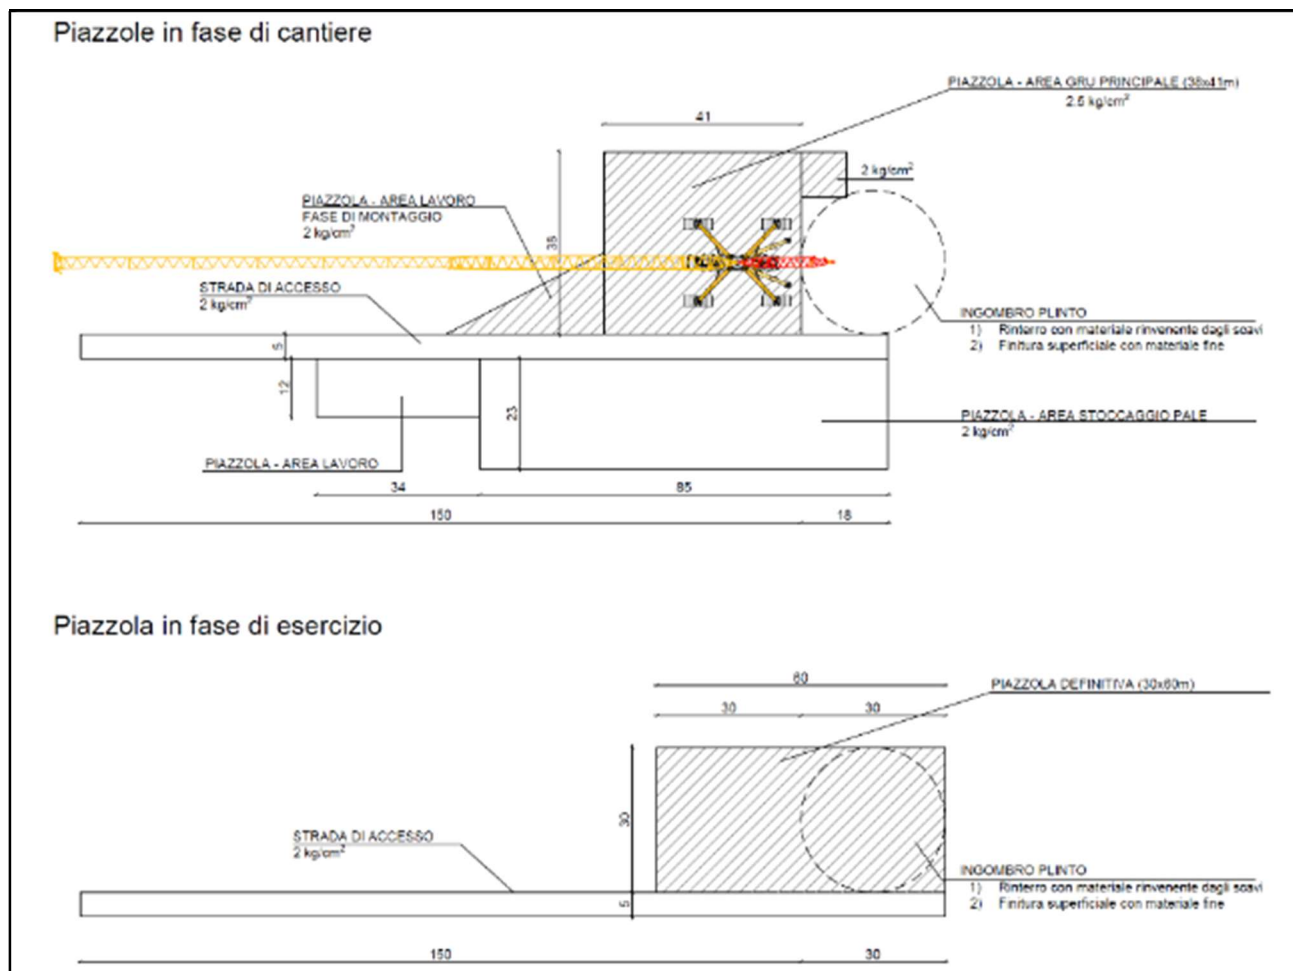 Piazzole in fase di cantiere
PIAZZOLA - AREA GRU PRINCIPALE (38x41m)
2.5 kg/cm²
41
2 kg/cm²
PIAZZOLA - AREA LAVORO
FASE DI MONTAGGIO
2 kg/cm²
38
STRADA DI ACCESSO
2 kg/cm²
INGOMBRO PLINTO
1) Rinterro con materiale rinvenente dagli scavi
2) Finitura superficiale con materiale fine
5
12
23
PIAZZOLA - AREA STOCCAGGIO PALE
2 kg/cm²
PIAZZOLA - AREA LAVORO
34
85
150
18
Piazzola in fase di esercizio
60
PIAZZOLA DEFINITIVA (30x60m)
30
30
30
STRADA DI ACCESSO
2 kg/cm²
INGOMBRO PLINTO
1) Rinterro con materiale rinvenente dagli scavi
2) Finitura superficiale con materiale fine
5
150
30